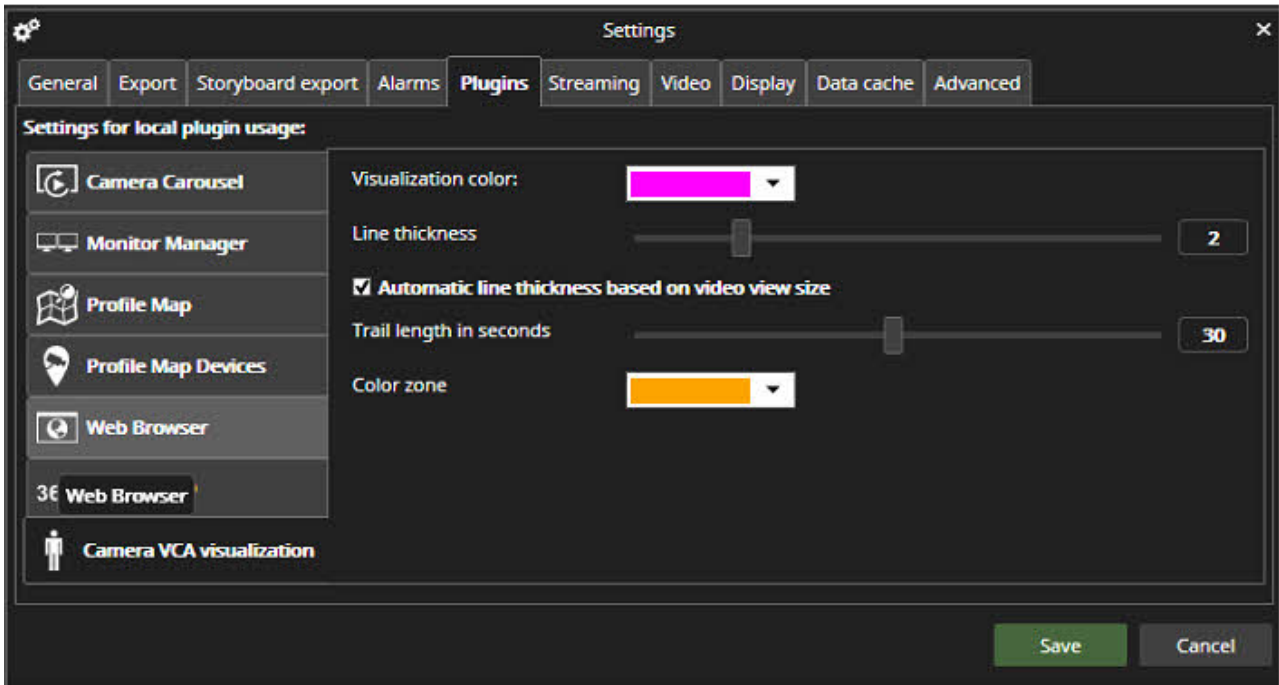 Settings
General Export Storyboard export Alarms Plugins Streaming Video Display Data cache Advanced
Settings for local plugin usage:
Camera Carousel
Monitor Manager
Profile Map
Profile Map Devices
Web Browser
36 Web Browser
Camera VCA visualization
Visualization color:
Line thickness 2
Automatic line thickness based on video view size
Trail length in seconds 30
Color zone
Save Cancel